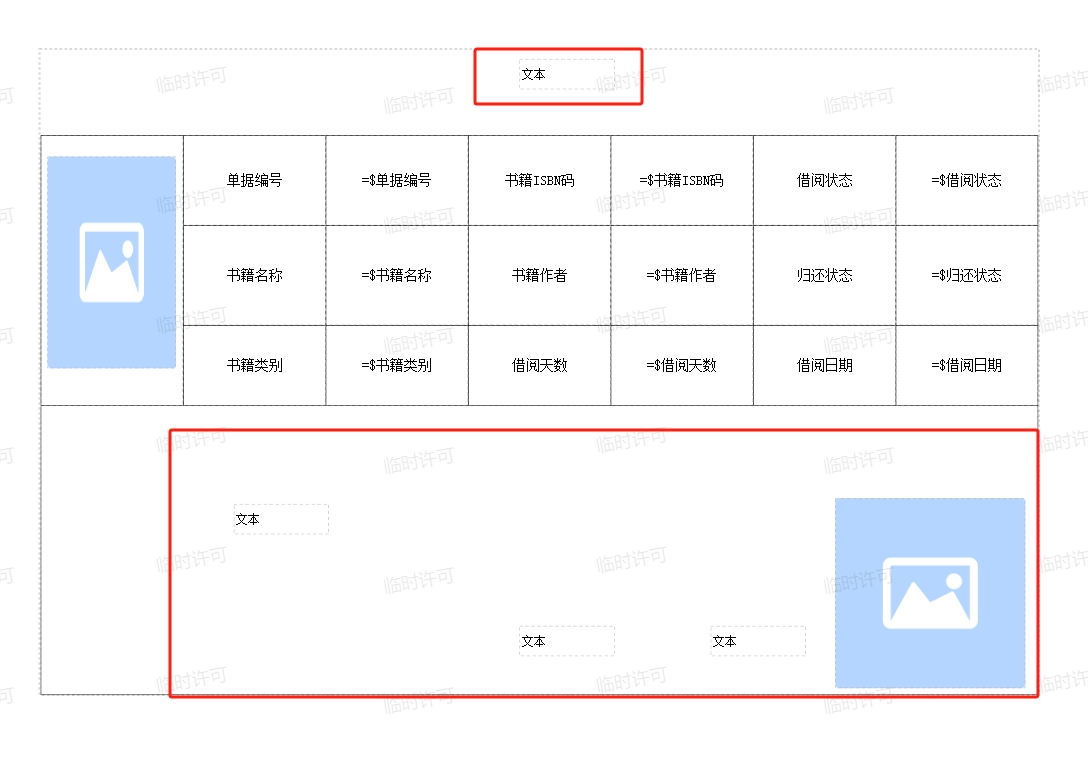 文本
单据编号 =$单据编号 书籍ISBN码 =$书籍ISBN码 借阅状态 =$借阅状态
书籍名称 =$书籍名称 书籍作者 =$书籍作者 归还状态 =$归还状态
书籍类别 =$书籍类别 借阅天数 =$借阅天数 借阅日期 =$借阅日期
文本
文本 文本
临时许可